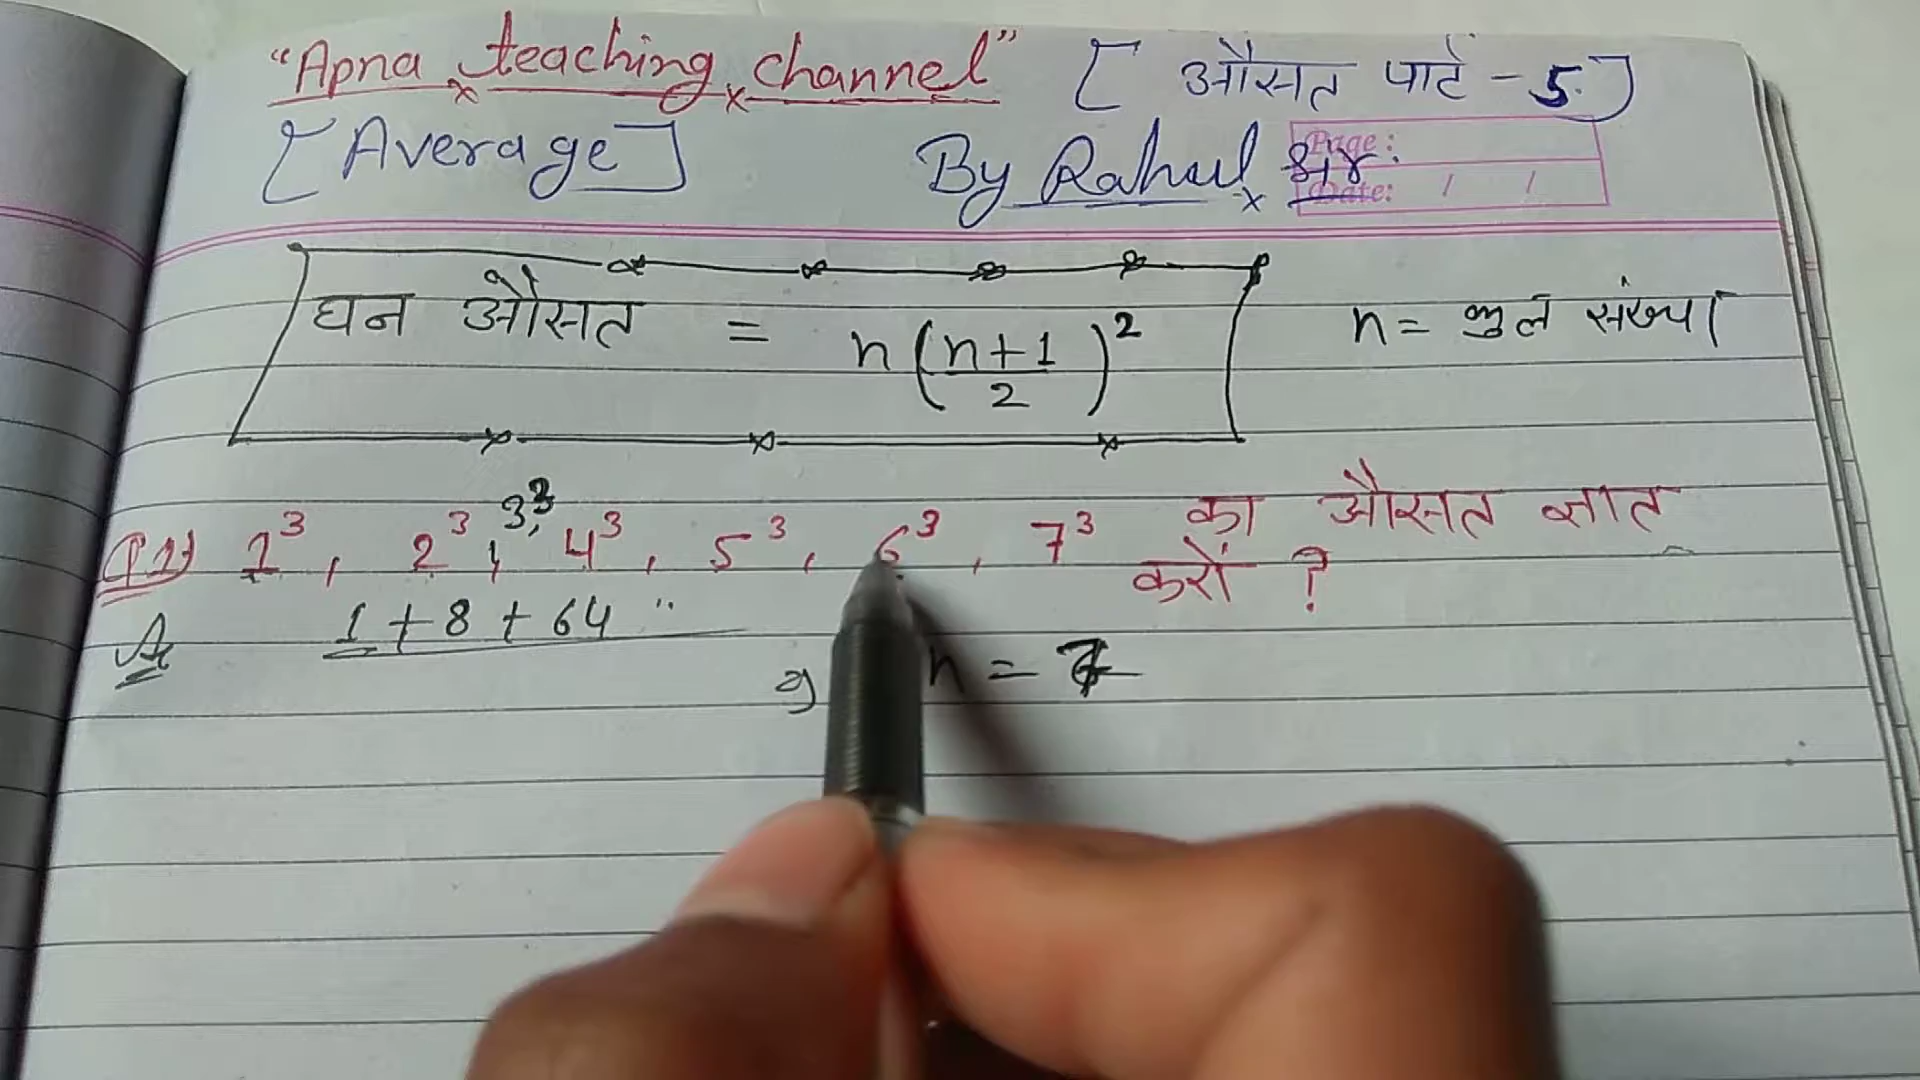 "Apna teaching channel" [ औसत पार्ट - 5 ]
[Average] By Rahul सर
Page:
Date: / /
घन औसत = n(n+1/2)² n = कुल संख्या
Q1) 1³, 2³, 3³, 4³, 5³, 6³, 7³ का औसत ज्ञात करों ?
1 + 8 + 64 ..
n = 7